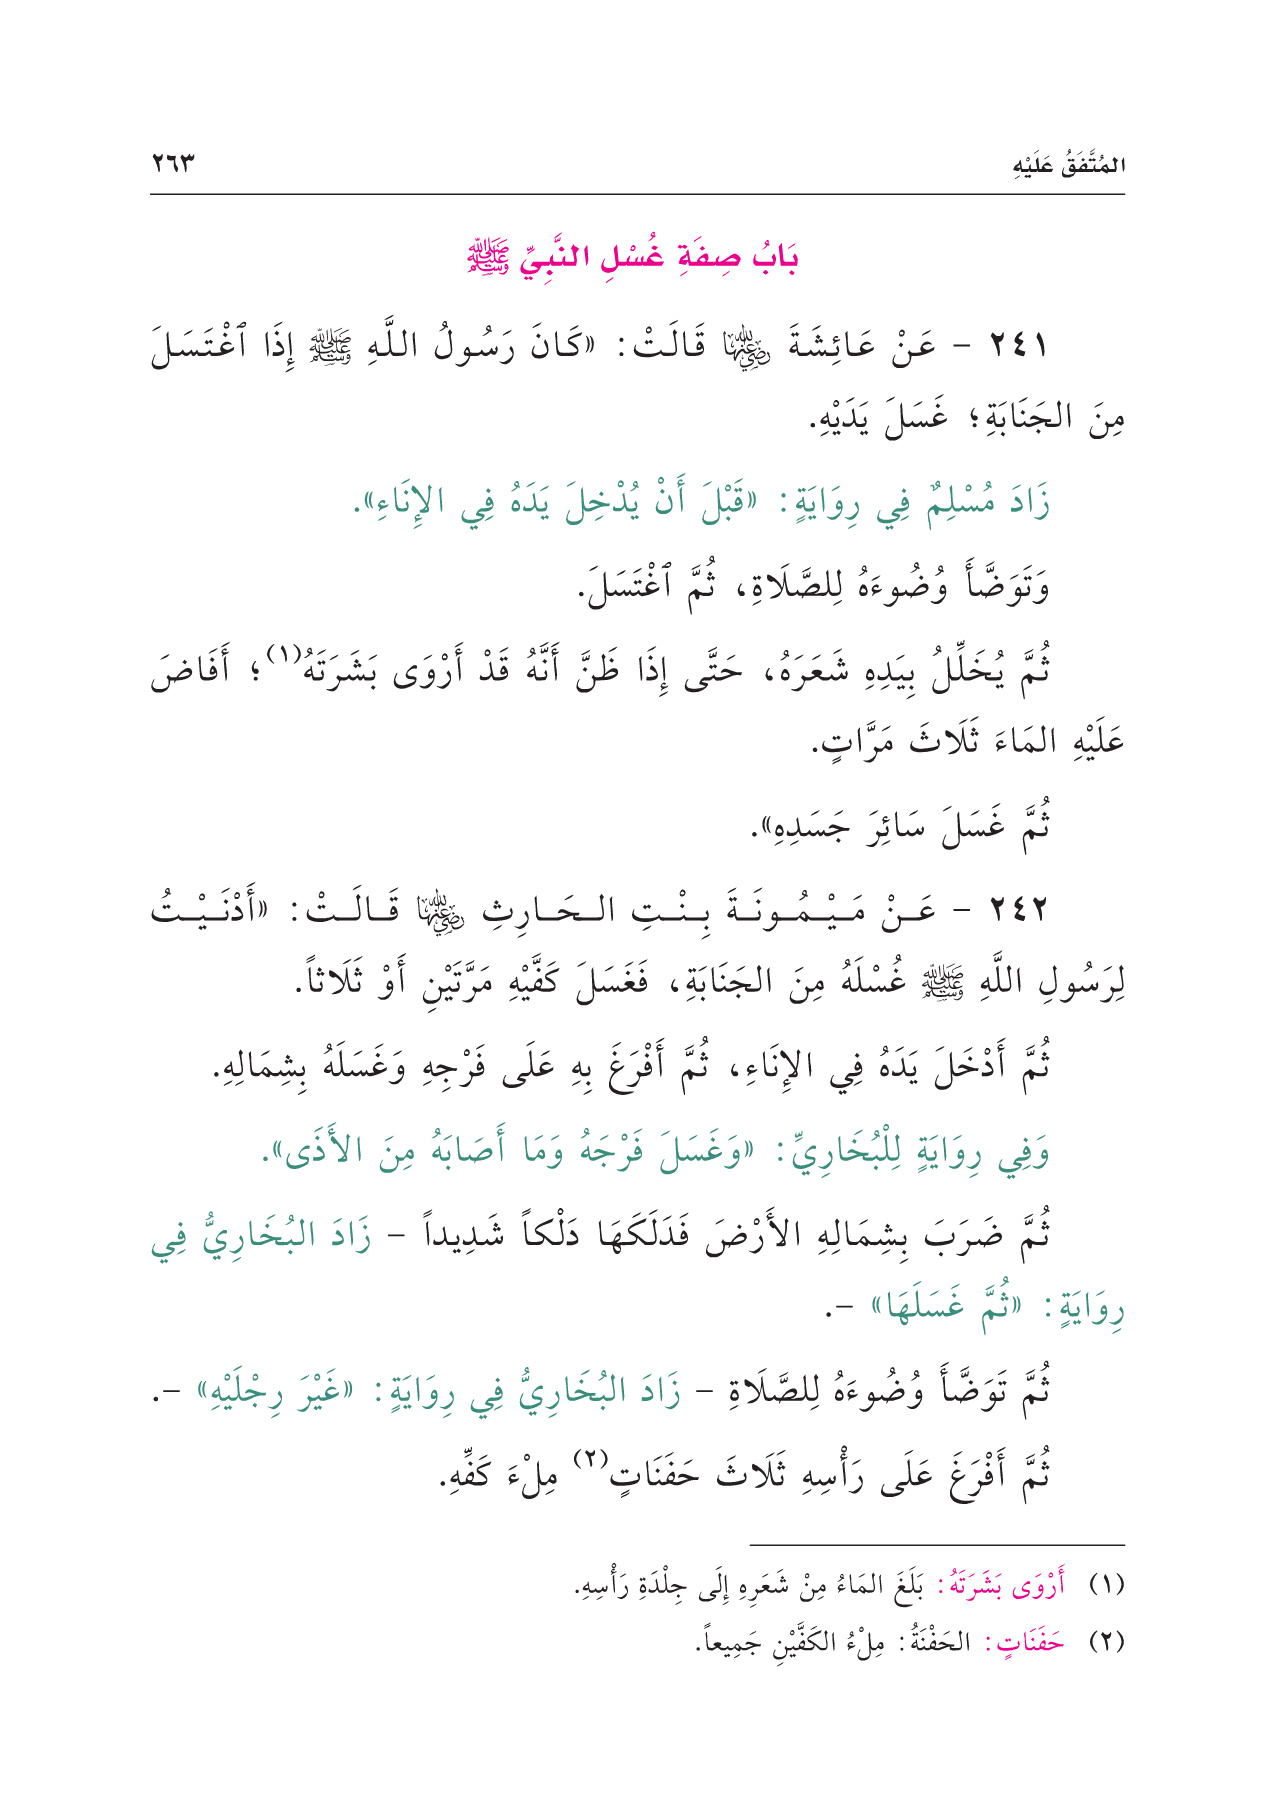 المُتَّفَقُ عَلَيْهِ ٢٦٣
بَابُ صِفَةِ غُسْلِ النَّبِيِّ ﷺ
٢٤١ - عَنْ عَائِشَةَ رضي الله عنها قَالَتْ: «كَانَ رَسُولُ اللَّهِ ﷺ إِذَا ٱغْتَسَلَ
مِنَ الجَنَابَةِ؛ غَسَلَ يَدَيْهِ.
زَادَ مُسْلِمٌ فِي رِوَايَةٍ: «قَبْلَ أَنْ يُدْخِلَ يَدَهُ فِي الإِنَاءِ».
وَتَوَضَّأَ وُضُوءَهُ لِلصَّلَاةِ، ثُمَّ ٱغْتَسَلَ.
ثُمَّ يُخَلِّلُ بِيَدِهِ شَعَرَهُ، حَتَّى إِذَا ظَنَّ أَنَّهُ قَدْ أَرْوَى بَشَرَتَهُ(١)؛ أَفَاضَ
عَلَيْهِ المَاءَ ثَلَاثَ مَرَّاتٍ.
ثُمَّ غَسَلَ سَائِرَ جَسَدِهِ».
٢٤٢ - عَنْ مَيْمُونَةَ بِنْتِ الحَارِثِ رضي الله عنها قَالَتْ: «أَدْنَيْتُ
لِرَسُولِ اللَّهِ ﷺ غُسْلَهُ مِنَ الجَنَابَةِ، فَغَسَلَ كَفَّيْهِ مَرَّتَيْنِ أَوْ ثَلَاثاً.
ثُمَّ أَدْخَلَ يَدَهُ فِي الإِنَاءِ، ثُمَّ أَفْرَغَ بِهِ عَلَى فَرْجِهِ وَغَسَلَهُ بِشِمَالِهِ.
وَفِي رِوَايَةٍ لِلْبُخَارِيِّ: «وَغَسَلَ فَرْجَهُ وَمَا أَصَابَهُ مِنَ الأَذَى».
ثُمَّ ضَرَبَ بِشِمَالِهِ الأَرْضَ فَدَلَكَهَا دَلْكاً شَدِيداً - زَادَ البُخَارِيُّ فِي
رِوَايَةٍ: «ثُمَّ غَسَلَهَا» -.
ثُمَّ تَوَضَّأَ وُضُوءَهُ لِلصَّلَاةِ - زَادَ البُخَارِيُّ فِي رِوَايَةٍ: «غَيْرَ رِجْلَيْهِ» -.
ثُمَّ أَفْرَغَ عَلَى رَأْسِهِ ثَلَاثَ حَفَنَاتٍ(٢) مِلْءَ كَفِّهِ.
(١) أَرْوَى بَشَرَتَهُ: بَلَغَ المَاءُ مِنْ شَعَرِهِ إِلَى جِلْدَةِ رَأْسِهِ.
(٢) حَفَنَاتٍ: الحَفْنَةُ: مِلْءُ الكَفَّيْنِ جَمِيعاً.